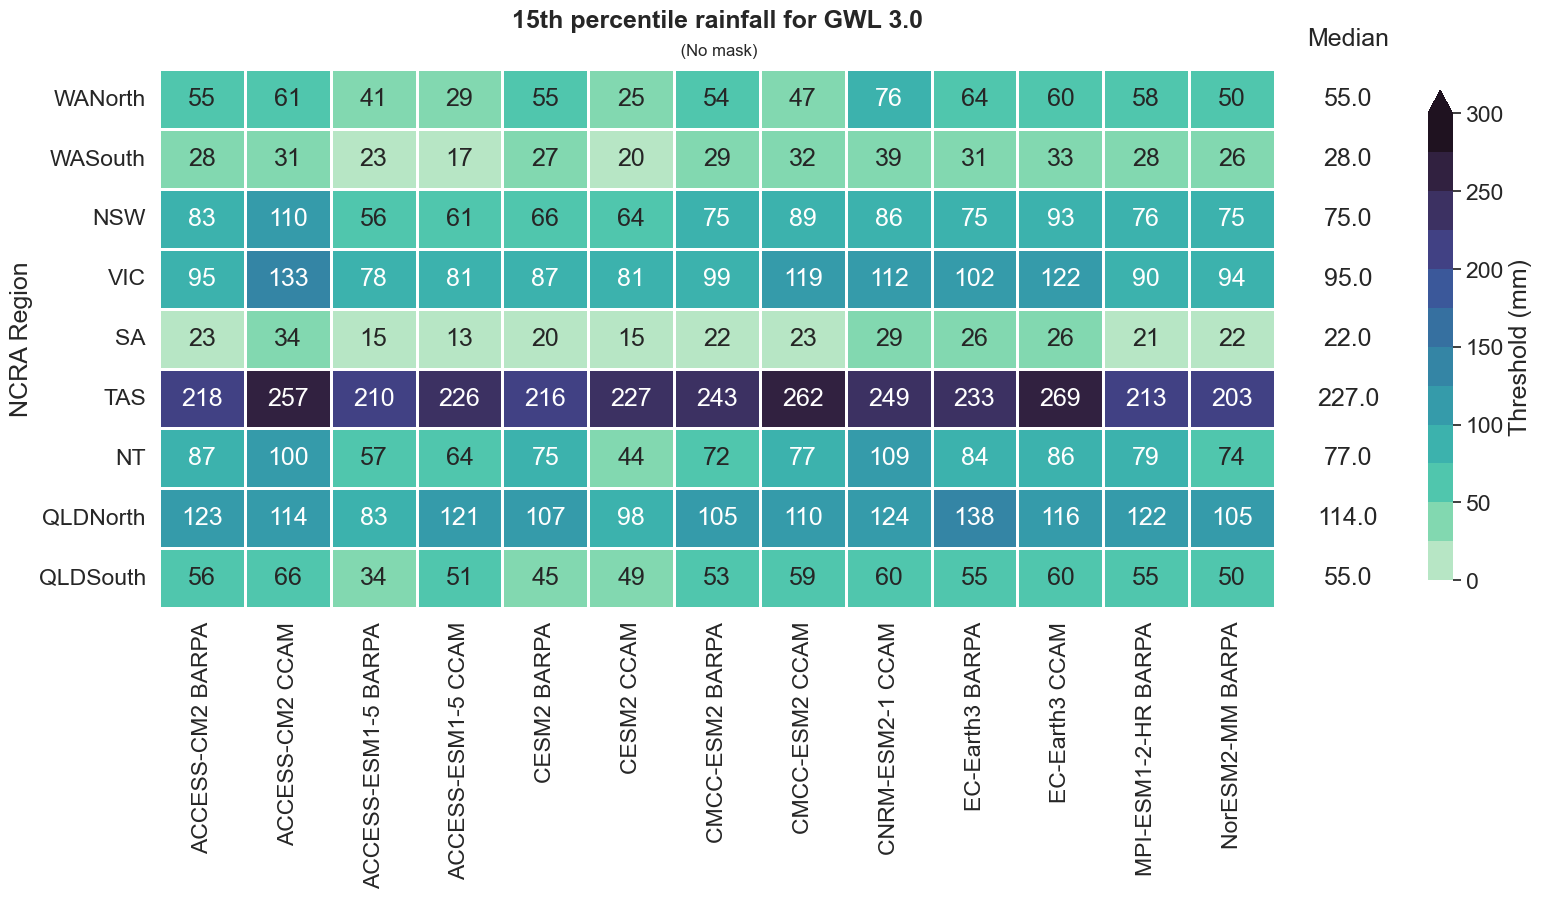 15th percentile rainfall for GWL 3.0
(No mask)
Median
NCRA Region
WANorth 55 61 41 29 55 25 54 47 76 64 60 58 50 55.0
WASouth 28 31 23 17 27 20 29 32 39 31 33 28 26 28.0
NSW 83 110 56 61 66 64 75 89 86 75 93 76 75 75.0
VIC 95 133 78 81 87 81 99 119 112 102 122 90 94 95.0
SA 23 34 15 13 20 15 22 23 29 26 26 21 22 22.0
TAS 218 257 210 226 216 227 243 262 249 233 269 213 203 227.0
NT 87 100 57 64 75 44 72 77 109 84 86 79 74 77.0
QLDNorth 123 114 83 121 107 98 105 110 124 138 116 122 105 114.0
QLDSouth 56 66 34 51 45 49 53 59 60 55 60 55 50 55.0
ACCESS-CM2 BARPA
ACCESS-CM2 CCAM
ACCESS-ESM1-5 BARPA
ACCESS-ESM1-5 CCAM
CESM2 BARPA
CESM2 CCAM
CMCC-ESM2 BARPA
CMCC-ESM2 CCAM
CNRM-ESM2-1 CCAM
EC-Earth3 BARPA
EC-Earth3 CCAM
MPI-ESM1-2-HR BARPA
NorESM2-MM BARPA
300
250
200
150
100
50
0
Threshold (mm)